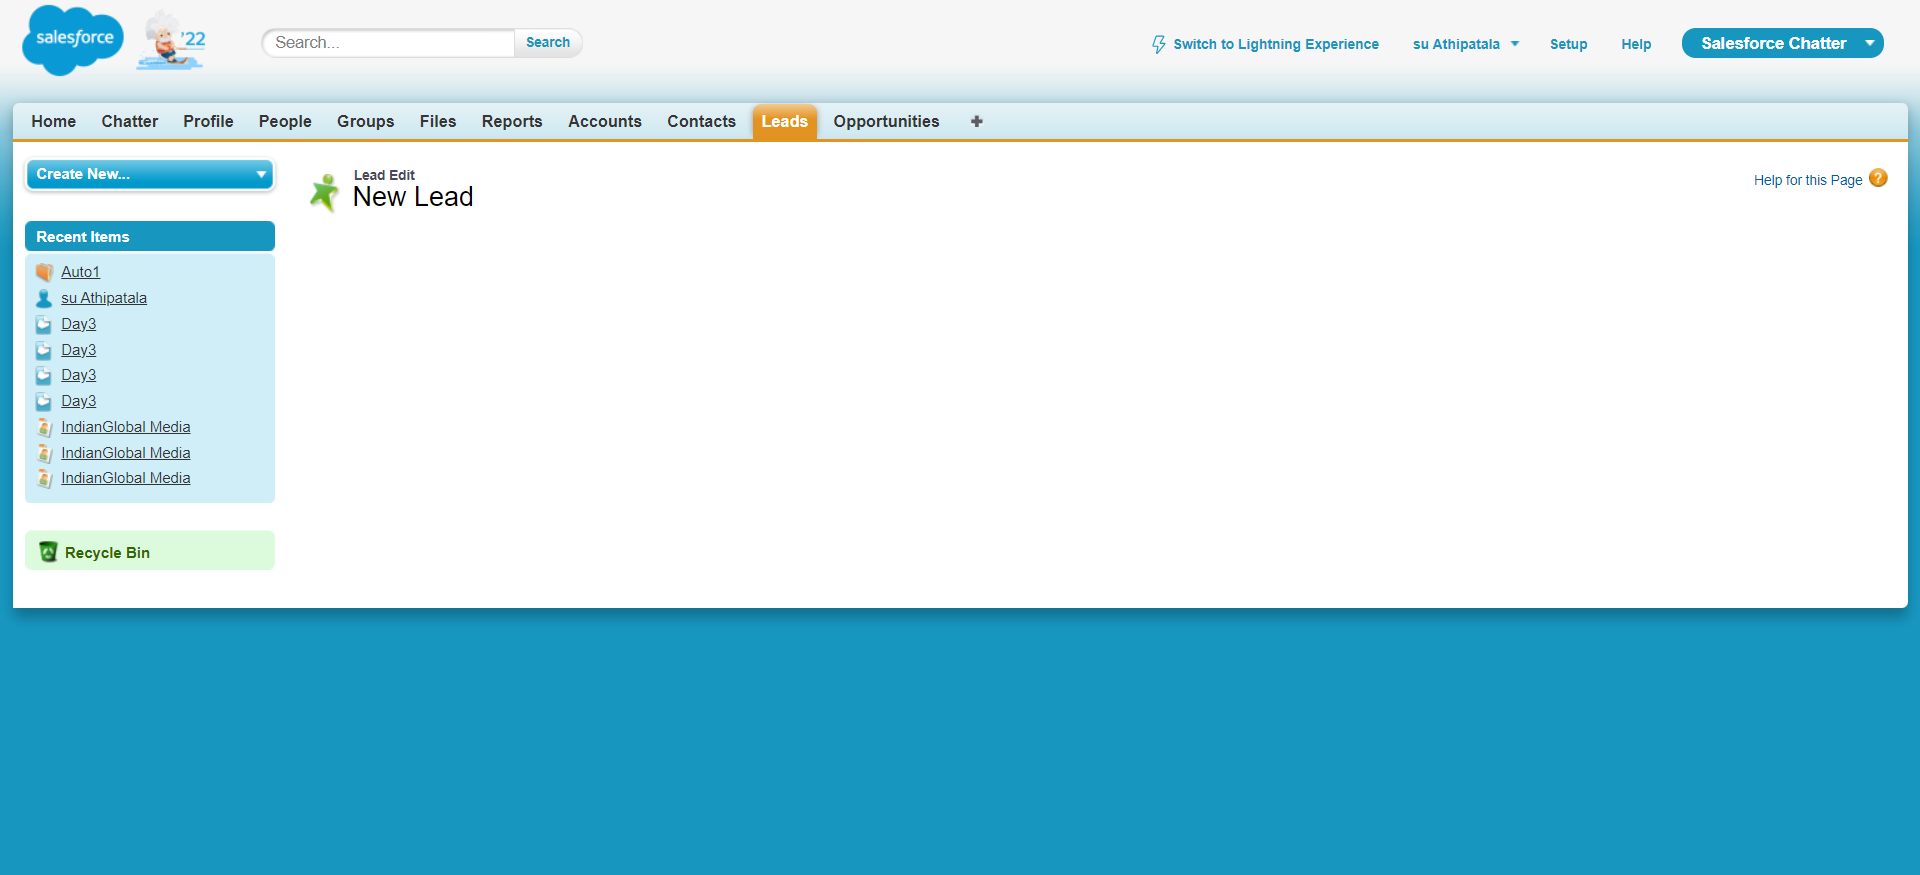 salesforce
'22
Search...
Search
Switch to Lightning Experience
su Athipatala
Setup
Help
Salesforce Chatter
Home
Chatter
Profile
People
Groups
Files
Reports
Accounts
Contacts
Leads
Opportunities
Create New...
Lead Edit
New Lead
Help for this Page
Recent Items
Auto1
su Athipatala
Day3
Day3
Day3
Day3
IndianGlobal Media
IndianGlobal Media
IndianGlobal Media
Recycle Bin